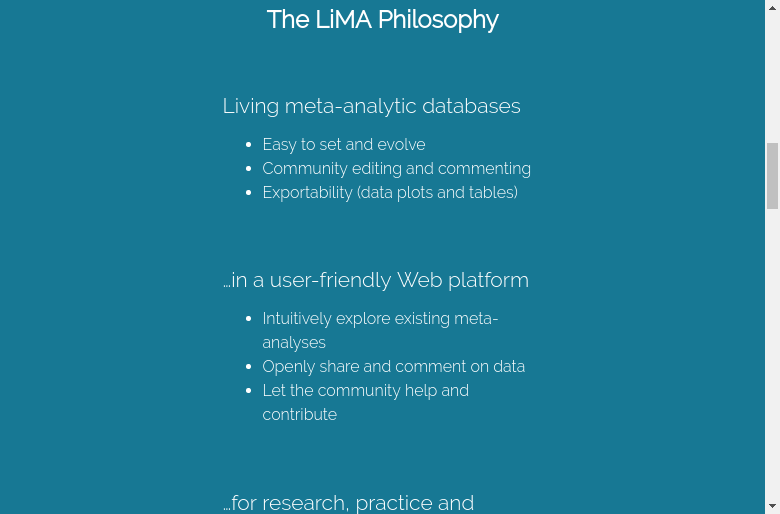 The LiMA Philosophy
Living meta-analytic databases
• Easy to set and evolve
• Community editing and commenting
• Exportability (data plots and tables)
…in a user-friendly Web platform
• Intuitively explore existing meta-
analyses
• Openly share and comment on data
• Let the community help and
contribute
…for research, practice and